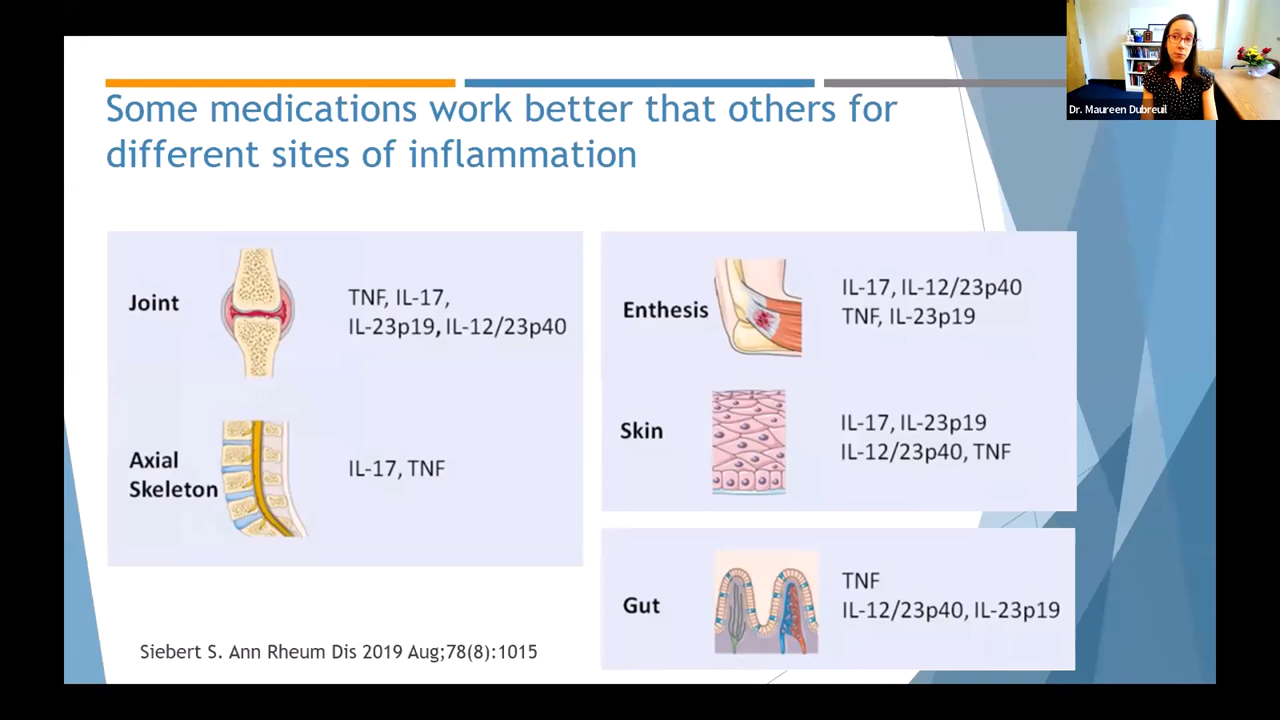 Dr. Maureen Dubreuil
Some medications work better that others for
different sites of inflammation
Joint
TNF, IL-17,
IL-23p19, IL-12/23p40
Axial
Skeleton
IL-17, TNF
Enthesis
IL-17, IL-12/23p40
TNF, IL-23p19
Skin
IL-17, IL-23p19
IL-12/23p40, TNF
Gut
TNF
IL-12/23p40, IL-23p19
Siebert S. Ann Rheum Dis 2019 Aug;78(8):1015